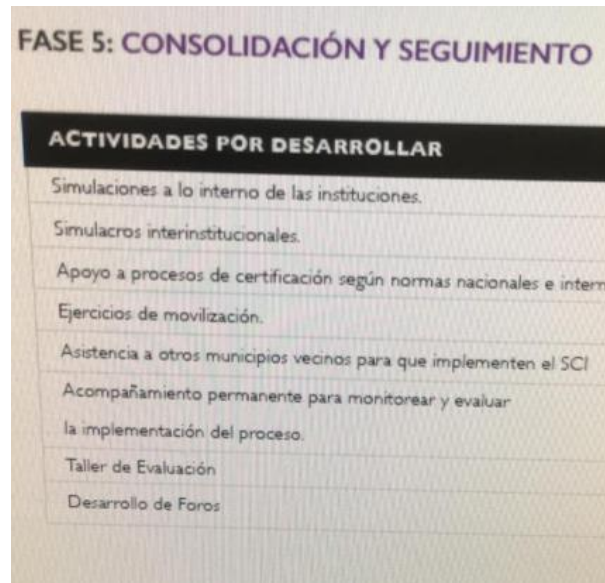 FASE 5: CONSOLIDACIÓN Y SEGUIMIENTO
ACTIVIDADES POR DESARROLLAR
Simulaciones a lo interno de las instituciones.
Simulacros interinstitucionales.
Apoyo a procesos de certificación según normas nacionales e
Ejercicios de movilización.
Asistencia a otros municipios vecinos para que implementen el SCI
Acompañamiento permanente para monitorear y evaluar
la implementación del proceso.
Taller de Evaluación
Desarrollo de Foros